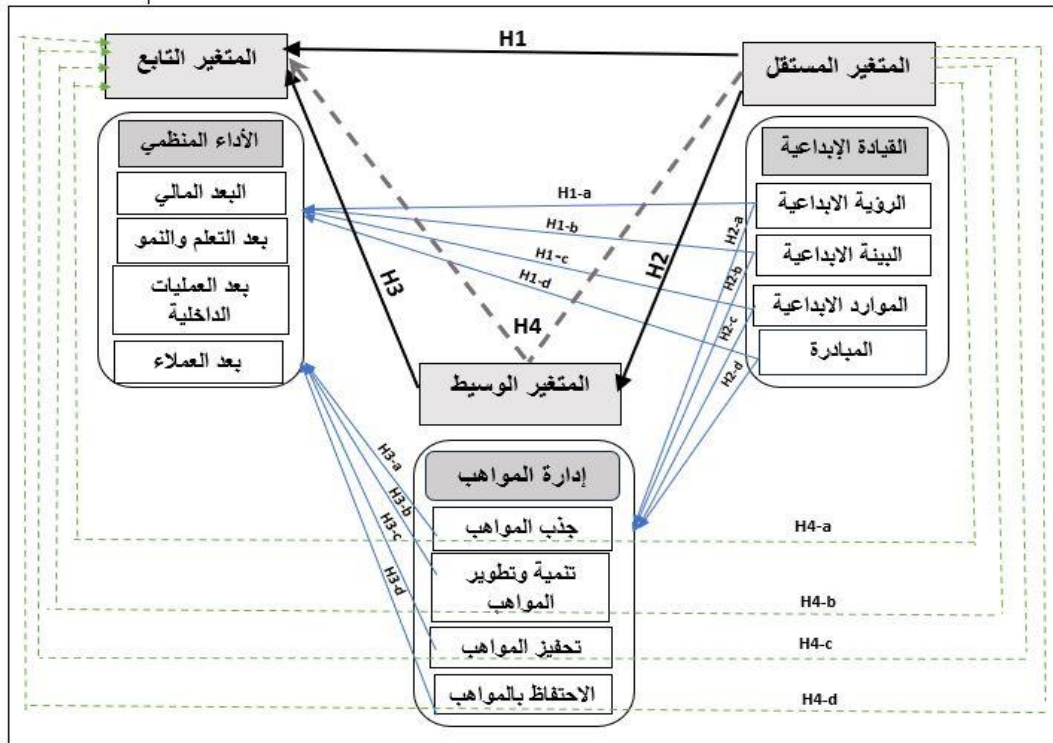 H1
المتغير المستقل
المتغير التابع
القيادة الإبداعية
الرؤية الابداعية
البيئة الابداعية
الموارد الابداعية
المبادرة
الأداء المنظمي
البعد المالي
بعد التعلم والنمو
بعد العمليات
الداخلية
بعد العملاء
H1-a
H1-b
H1-c
H1-d
H2-a
H2-b
H2-c
H2-d
H2
H3
H4
المتغير الوسيط
إدارة المواهب
جذب المواهب
تنمية وتطوير
المواهب
تحفيز المواهب
الاحتفاظ بالمواهب
H3-a
H3-b
H3-c
H3-d
H4-a
H4-b
H4-c
H4-d